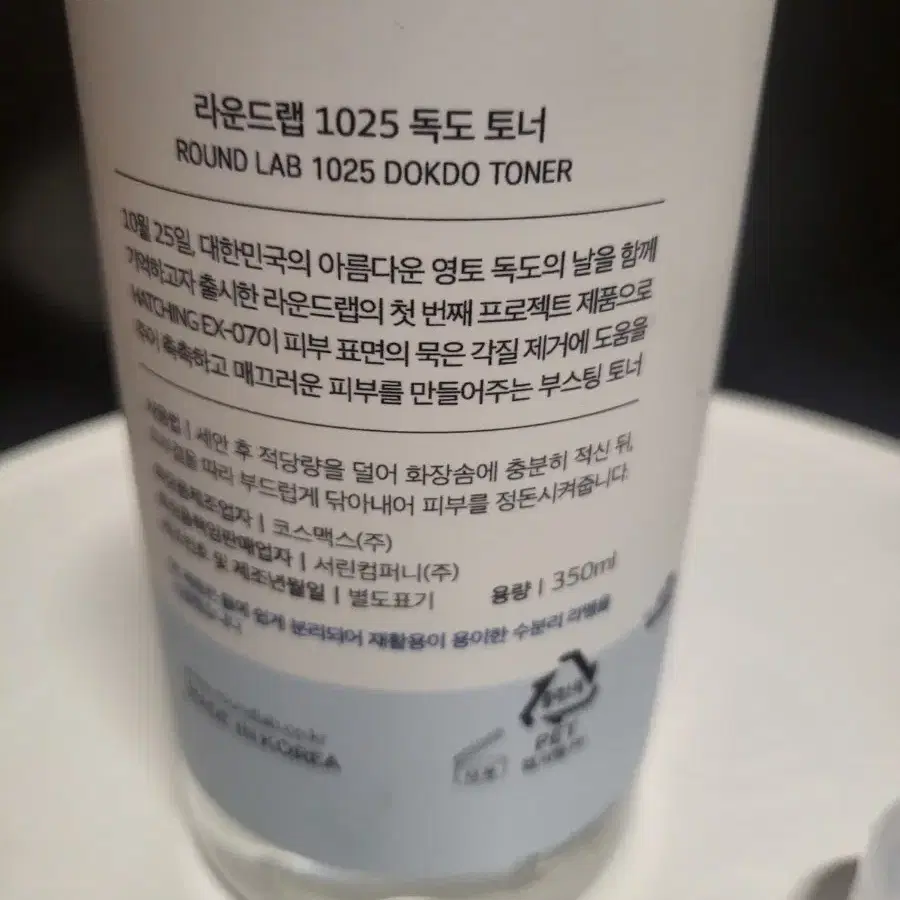 라운드랩 1025 독도 토너
ROUND LAB 1025 DOKDO TONER
10월 25일, 대한민국의 아름다운 영토 독도의 날을 함께
기억하고자 출시한 라운드랩의 첫 번째 프로젝트 제품으로
HATCHING EX-07이 피부 표면의 묵은 각질 제거에 도움을
주어 촉촉하고 매끄러운 피부를 만들어주는 부스팅 토너
사용법 | 세안 후 적당량을 덜어 화장솜에 충분히 적신 뒤,
따라 부드럽게 닦아내어 피부를 정돈시켜줍니다.
화장품제조업자 | 코스맥스(주)
화장품책임판매업자 | 서린컴퍼니(주)
제조번호 및 제조년월일 | 별도표기
용량 | 350ml
물에 쉽게 분리되어 재활용이 용이한 수분리 라벨을
MADE IN KOREA
PET